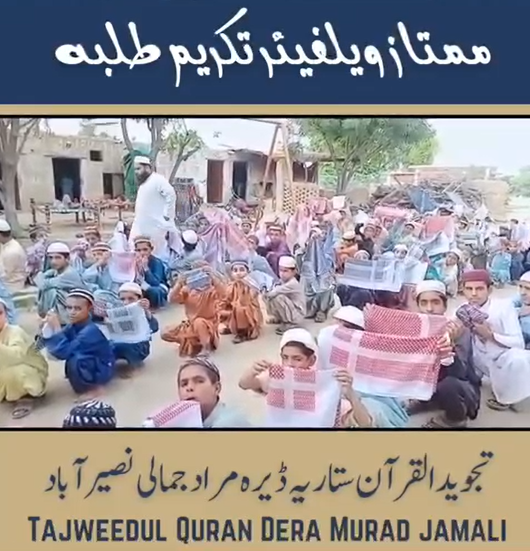 ممتاز ویلفیئر تکریم طلبہ
تجوید القرآن ستاریہ ڈیرہ مراد جمالی نصیر آباد
TAJWEEDUL QURAN DERA MURAD JAMALI